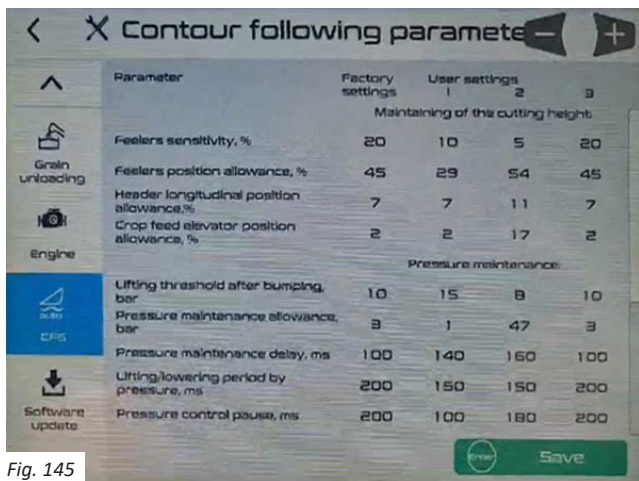 Contour following paramete
Parameter Factory settings User settings 1 2 3
Maintaining of the cutting height
Feelers sensitivity, % 20 10 5 20
Feelers position allowance, % 45 29 54 45
Header longitudinal position allowance,% 7 7 11 7
Crop feed elevator position allowance, % 2 2 17 2
Pressure maintenance
Lifting threshold after bumping, bar 10 15 8 10
Pressure maintenance allowance, bar 3 1 47 3
Pressure maintenance delay, ms 100 140 160 100
Lifting/lowering period by pressure, ms 200 150 150 200
Pressure control pause, ms 200 100 180 200
Grain unloading
Engine
auto
CFS
Software update
Enter Save
Fig. 145